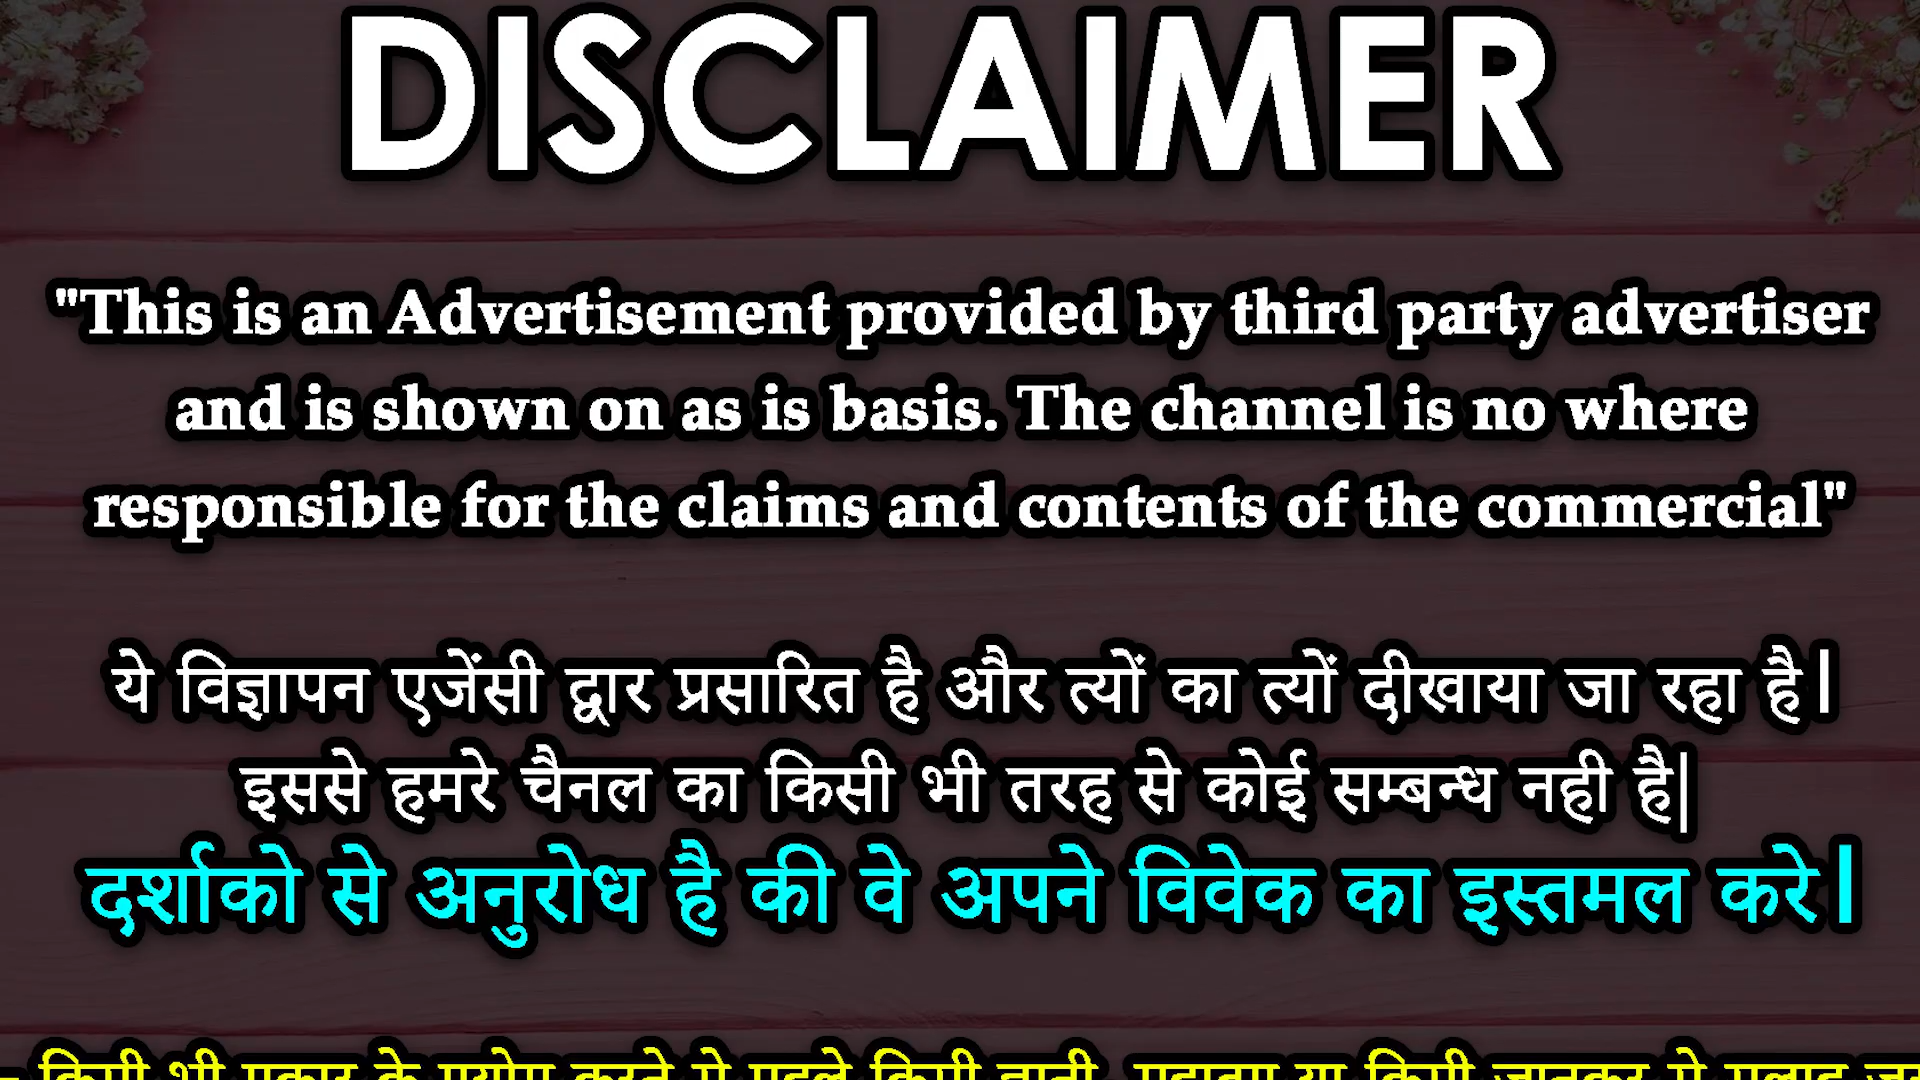 DISCLAIMER
"This is an Advertisement provided by third party advertiser
and is shown on as is basis. The channel is no where
responsible for the claims and contents of the commercial"
ये विज्ञापन एजेंसी द्वार प्रसारित है और त्यों का त्यों दीखाया जा रहा है।
इससे हमरे चैनल का किसी भी तरह से कोई सम्बन्ध नही है|
दर्शाको से अनुरोध है की वे अपने विवेक का इस्तमल करे।